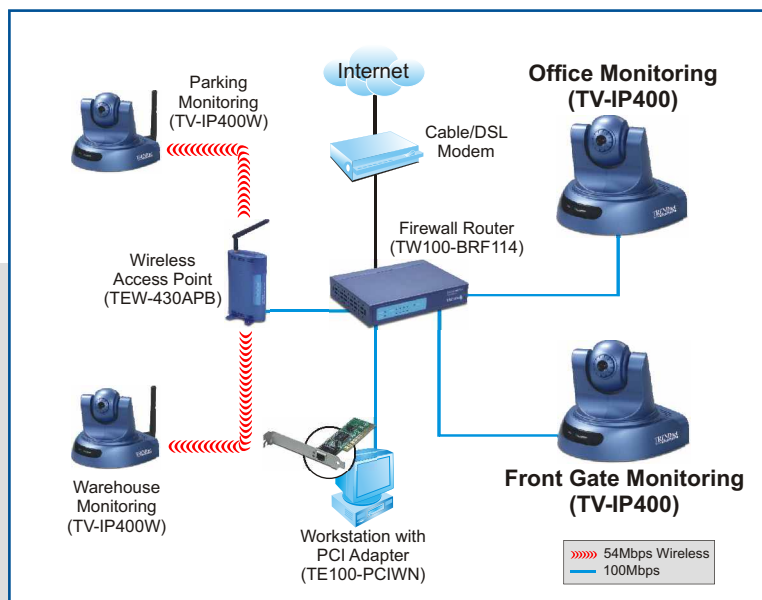 Internet
Parking
Monitoring
(TV-IP400W)
Office Monitoring
(TV-IP400)
Cable/DSL
Modem
Firewall Router
(TW100-BRF114)
Wireless
Access Point
(TEW-430APB)
TRENDnet
TRENDnet
Warehouse
Monitoring
(TV-IP400W)
Front Gate Monitoring
(TV-IP400)
Workstation with
PCI Adapter
(TE100-PCIWN)
54Mbps Wireless
100Mbps